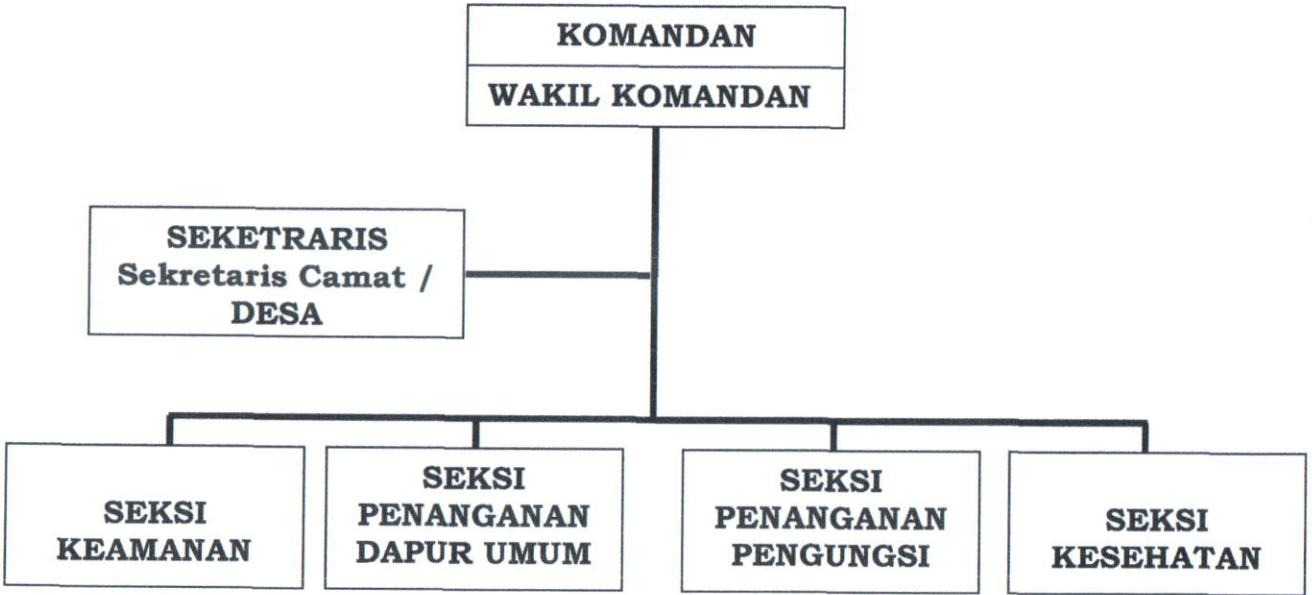 KOMANDAN
WAKIL KOMANDAN
SEKETRARIS
Sekretaris Camat /
DESA
SEKSI
KEAMANAN
SEKSI
PENANGANAN
DAPUR UMUM
SEKSI
PENANGANAN
PENGUNGSI
SEKSI
KESEHATAN